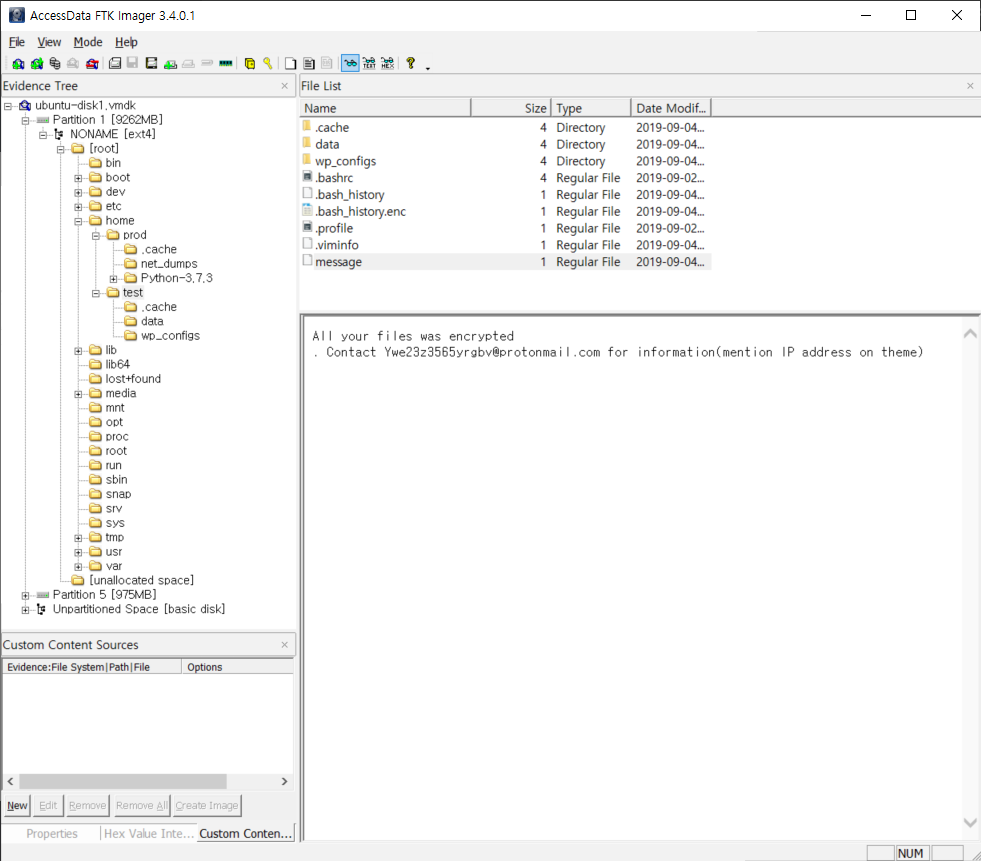 AccessData FTK Imager 3.4.0.1
File View Mode Help
Evidence Tree
ubuntu-disk1.vmdk
Partition 1 [9262MB]
NONAME [ext4]
[root]
bin
boot
dev
etc
home
prod
.cache
net_dumps
Python-3.7.3
test
.cache
data
wp_configs
lib
lib64
lost+found
media
mnt
opt
proc
root
run
sbin
snap
srv
sys
tmp
usr
var
[unallocated space]
Partition 5 [975MB]
Unpartitioned Space [basic disk]
Custom Content Sources
Evidence:File System|Path|File Options
New Edit Remove Remove All Create Image
Properties Hex Value Inte... Custom Conten...
File List
Name Size Type Date Modif...
.cache 4 Directory 2019-09-04...
data 4 Directory 2019-09-04...
wp_configs 4 Directory 2019-09-04...
.bashrc 4 Regular File 2019-09-02...
.bash_history 1 Regular File 2019-09-04...
.bash_history.enc 1 Regular File 2019-09-04...
.profile 1 Regular File 2019-09-02...
.viminfo 1 Regular File 2019-09-04...
message 1 Regular File 2019-09-04...
All your files was encrypted
. Contact Ywe23z3565yrgbv@protonmail.com for information(mention IP address on theme)
NUM